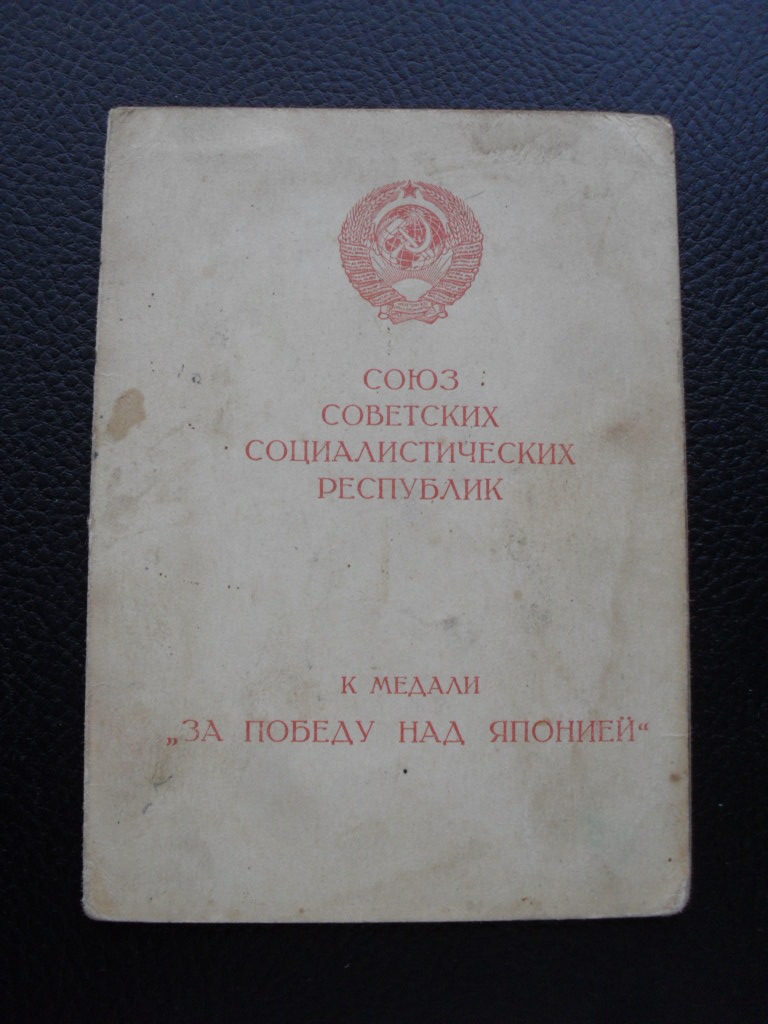 СОЮЗ
СОВЕТСКИХ
СОЦИАЛИСТИЧЕСКИХ
РЕСПУБЛИК
К МЕДАЛИ
„ЗА ПОБЕДУ НАД ЯПОНИЕЙ“